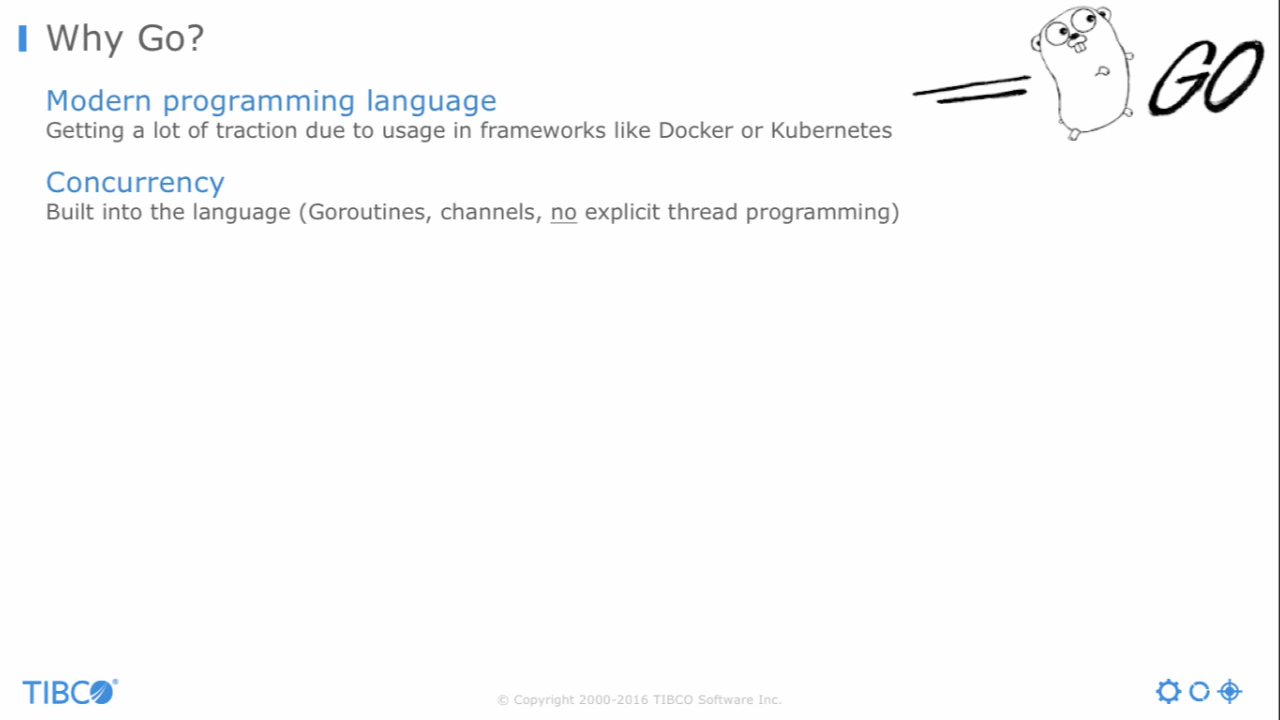 Why Go?
GO
Modern programming language
Getting a lot of traction due to usage in frameworks like Docker or Kubernetes
Concurrency
Built into the language (Goroutines, channels, no explicit thread programming)
TIBCO®
© Copyright 2000-2016 TIBCO Software Inc.